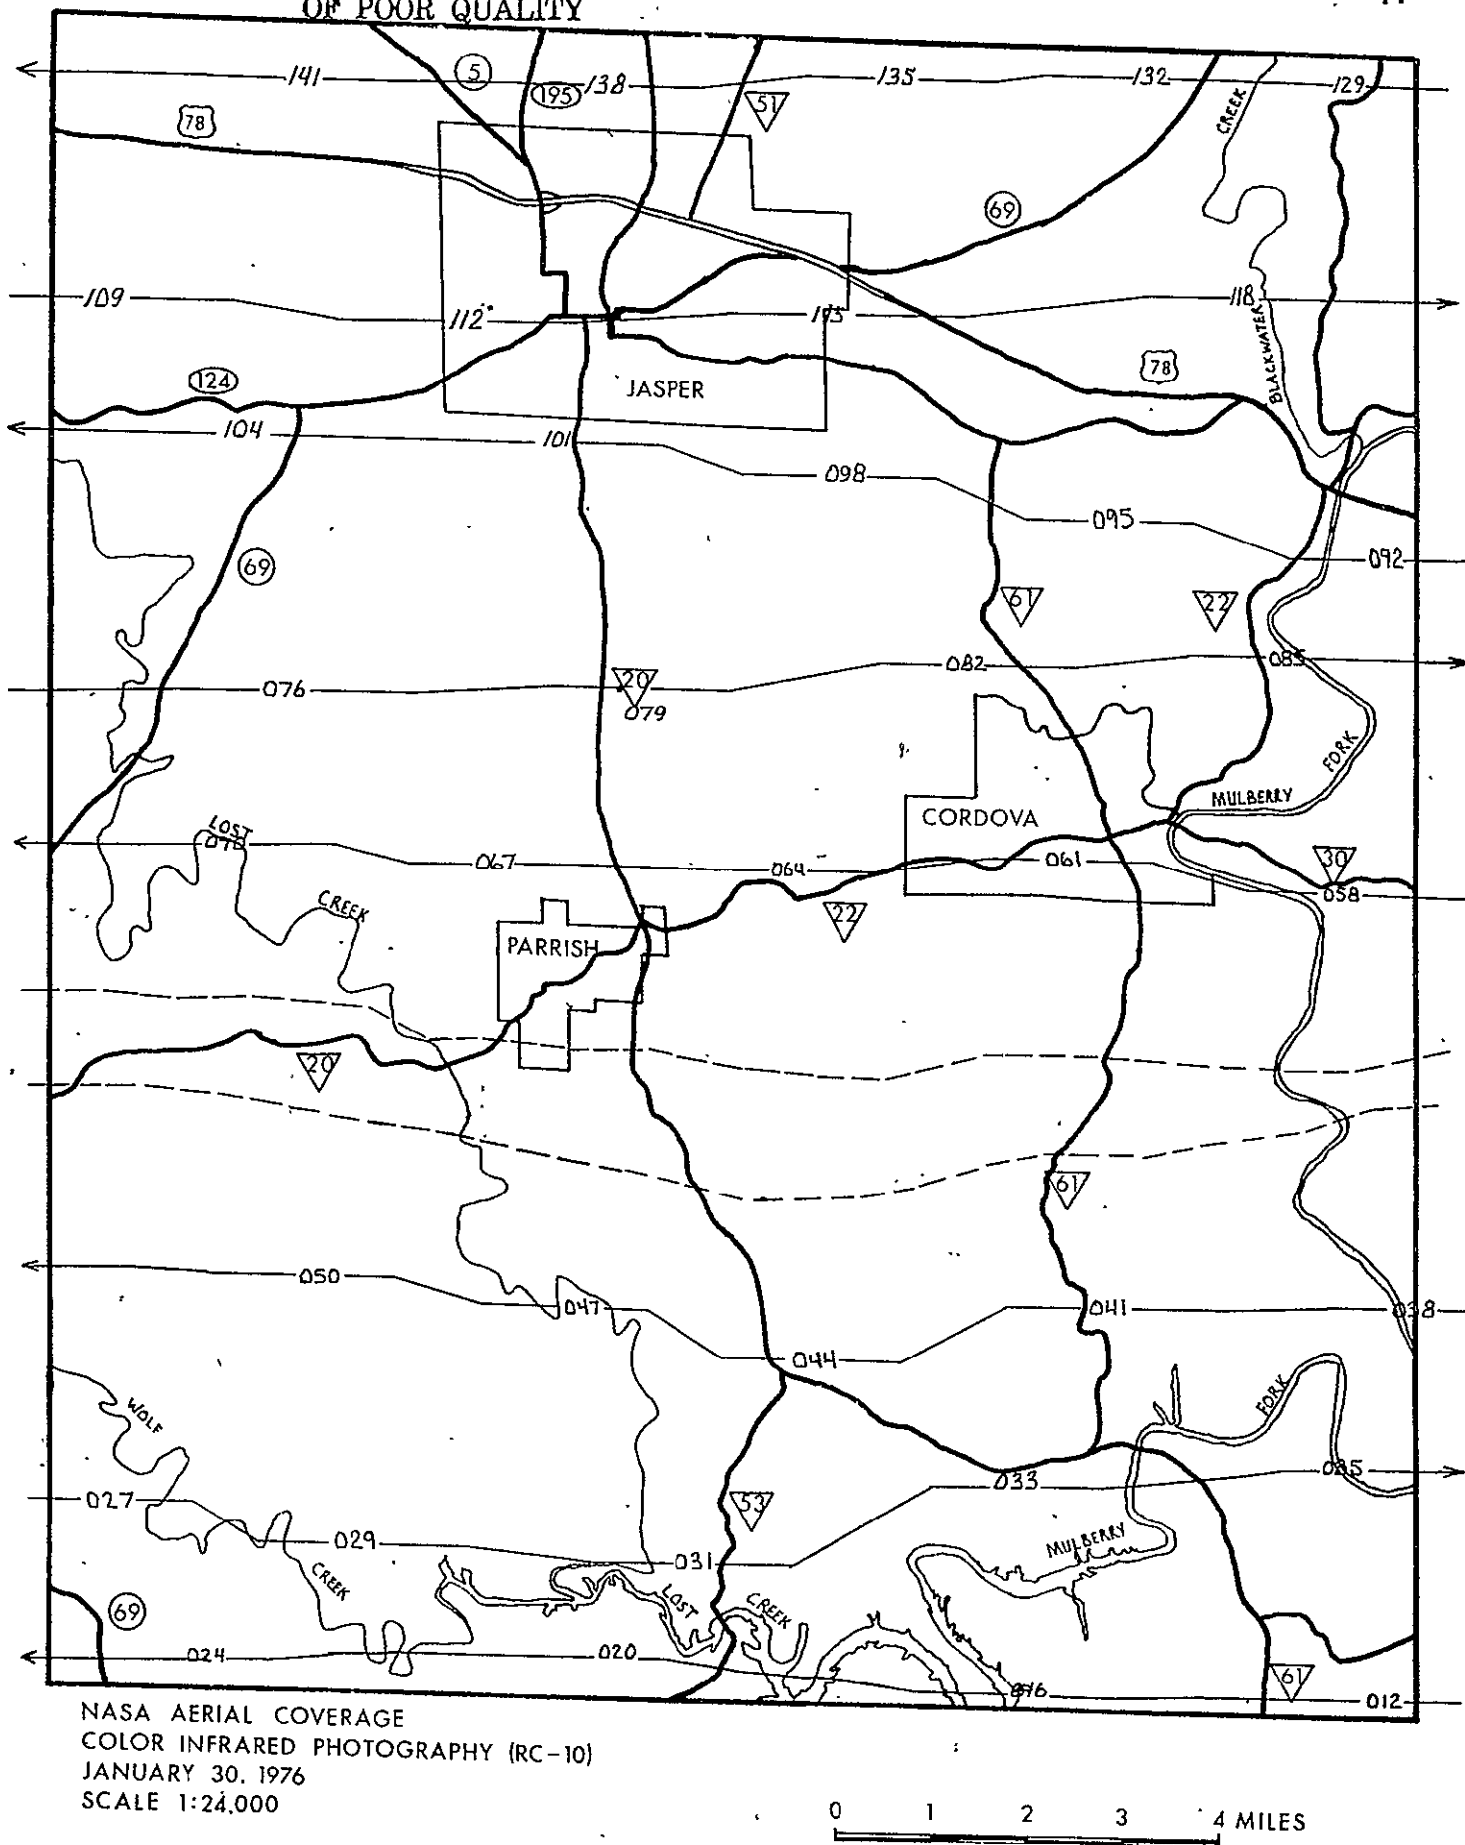 OF POOR QUALITY
141 5 195 138 51 135 132 129
78
CREEK
69
109 112 115 118
BLACKWATER
78
124
JASPER
104 101 098 095 092
69
61 22
076 20 079 082 085
FORK
MULBERRY
CORDOVA
LOST
070 067 064 061 30 058
CREEK
22
PARRISH
20
61
050 047 044 041 038
WOLF
FORK
027 029 031 033 035
53
MULBERRY
CREEK
LOST
CREEK
69
024 020 016 61 012
NASA AERIAL COVERAGE
COLOR INFRARED PHOTOGRAPHY (RC-10)
JANUARY 30, 1976
SCALE 1:24,000
0 1 2 3 4 MILES